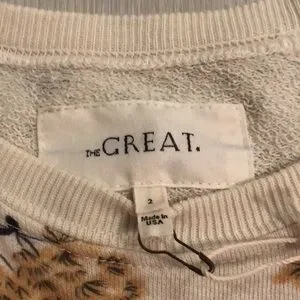 THE GREAT.
2
Made In
USA